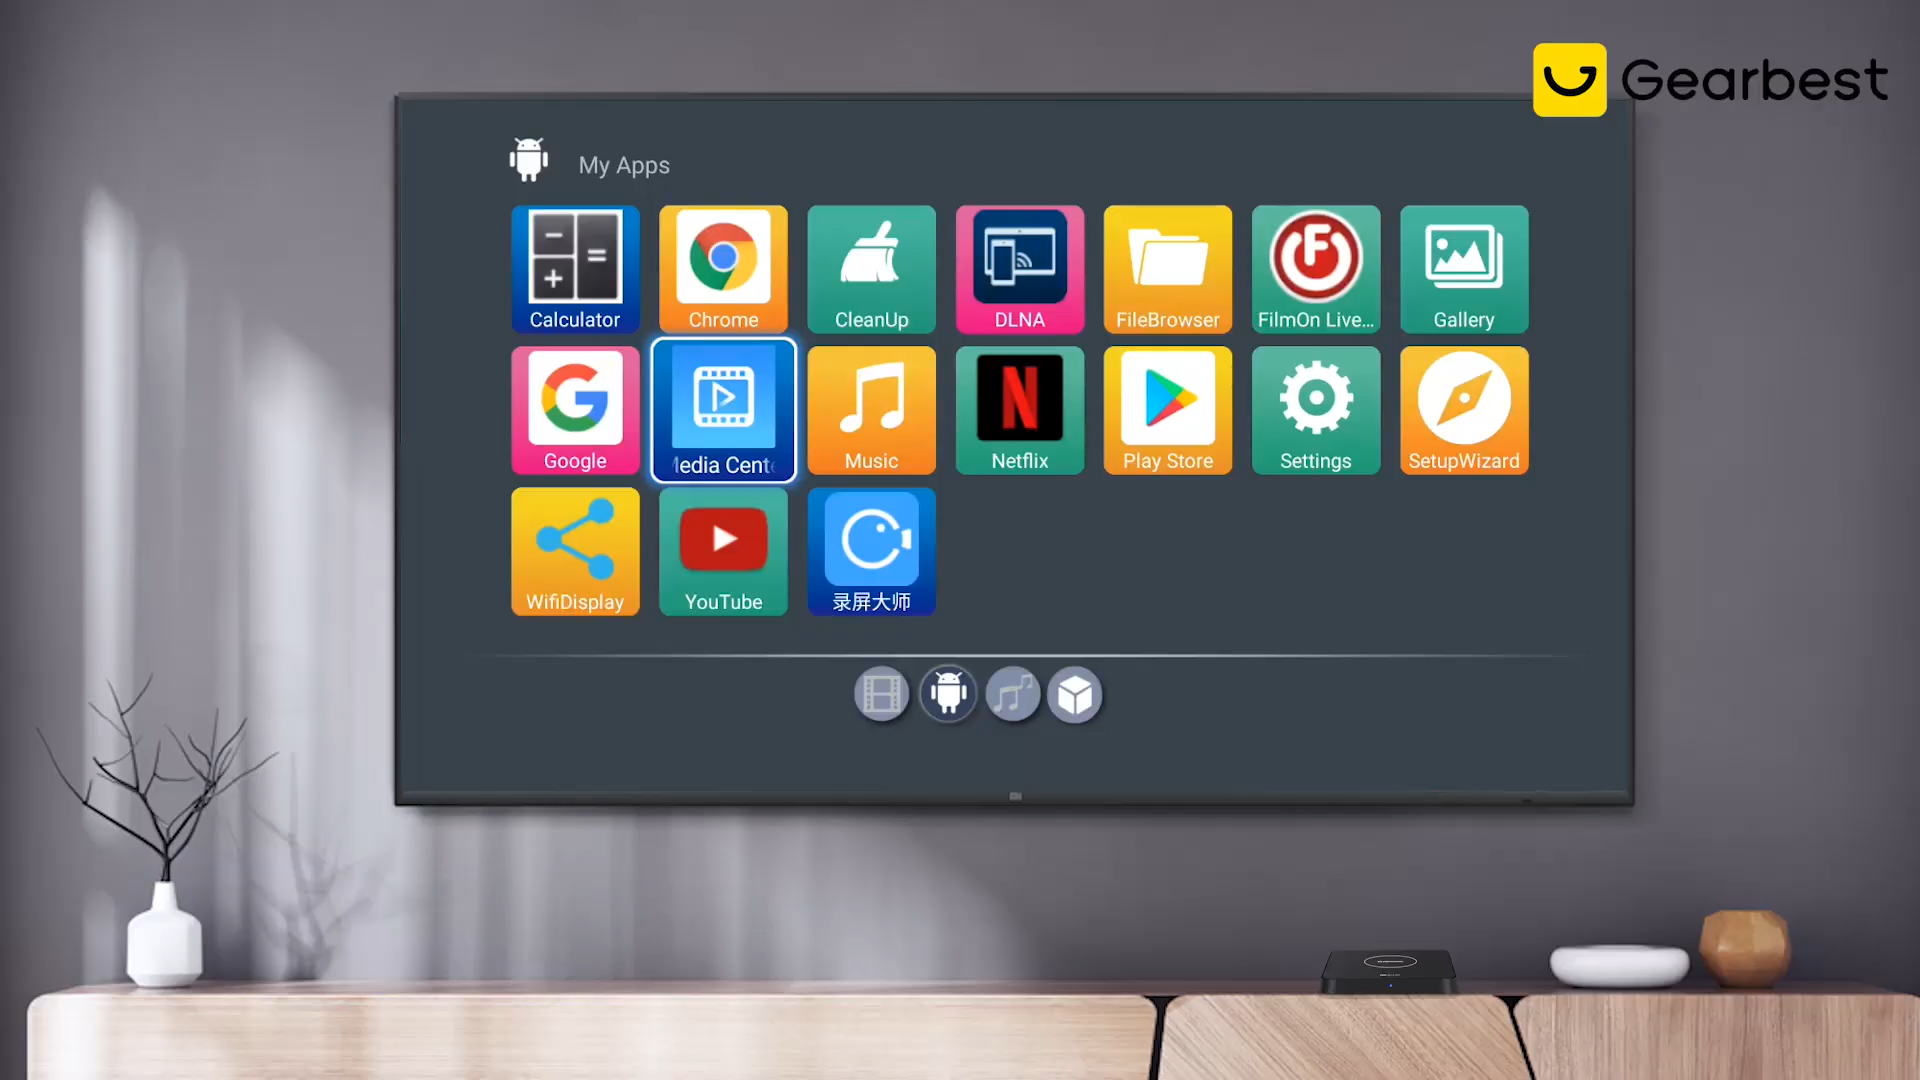 Gearbest
My Apps
Calculator
Chrome
CleanUp
DLNA
FileBrowser
FilmOn Live...
Gallery
Google
ledia Cent
Music
Netflix
Play Store
Settings
SetupWizard
WifiDisplay
YouTube
录屏大师